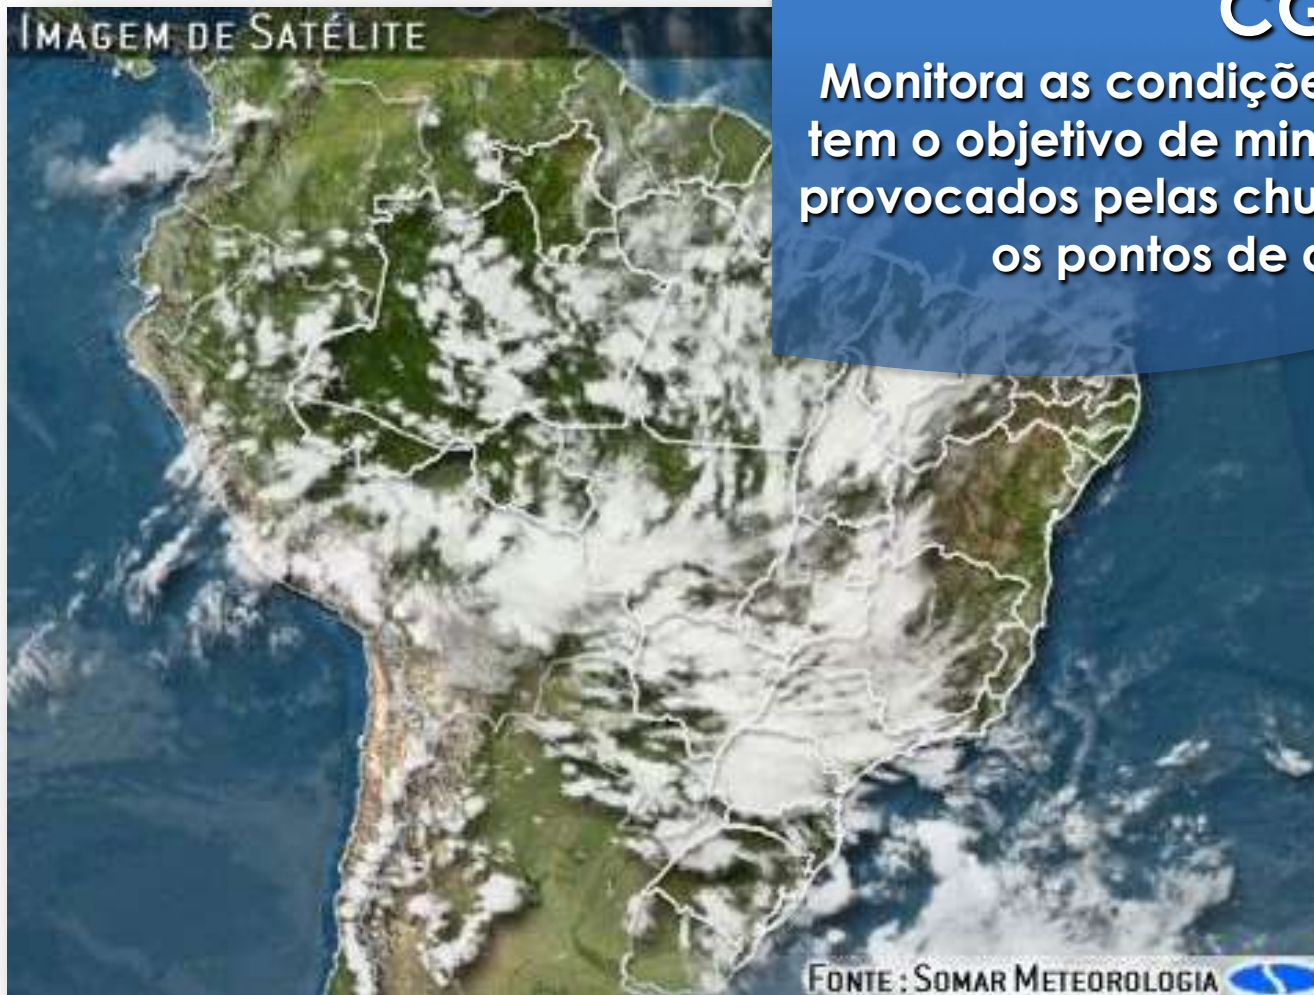 IMAGEM DE SATÉLITE
CG
Monitora as condiçõe
tem o objetivo de min
provocados pelas chu
os pontos de
FONTE: SOMAR METEOROLOGIA